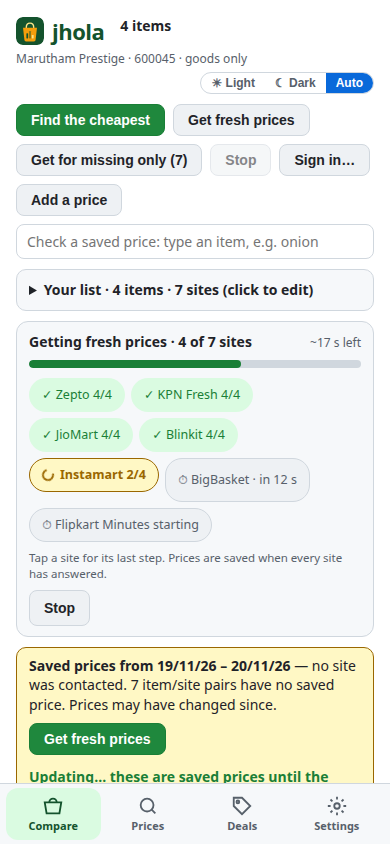 jhola 4 items
Marutham Prestige · 600045 · goods only
☀ Light ☾ Dark Auto
Find the cheapest Get fresh prices
Get for missing only (7) Stop Sign in…
Add a price
Check a saved price: type an item, e.g. onion
▶ Your list · 4 items · 7 sites (click to edit)
Getting fresh prices · 4 of 7 sites ~17 s left
✓ Zepto 4/4 ✓ KPN Fresh 4/4
✓ JioMart 4/4 ✓ Blinkit 4/4
Instamart 2/4 ⏱ BigBasket · in 12 s
⏱ Flipkart Minutes starting
Tap a site for its last step. Prices are saved when every site
has answered.
Stop
Saved prices from 19/11/26 – 20/11/26 — no site
was contacted. 7 item/site pairs have no saved
price. Prices may have changed since.
Get fresh prices
Updating… these are saved prices until the
Compare Prices Deals Settings